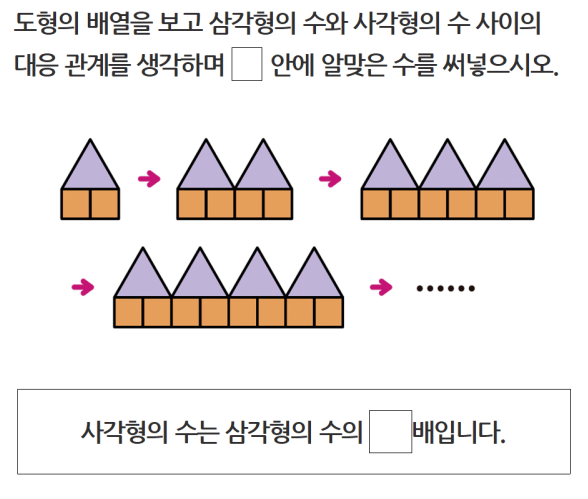 도형의 배열을 보고 삼각형의 수와 사각형의 수 사이의
대응 관계를 생각하며 □ 안에 알맞은 수를 써넣으시오.
......
사각형의 수는 삼각형의 수의 □배입니다.